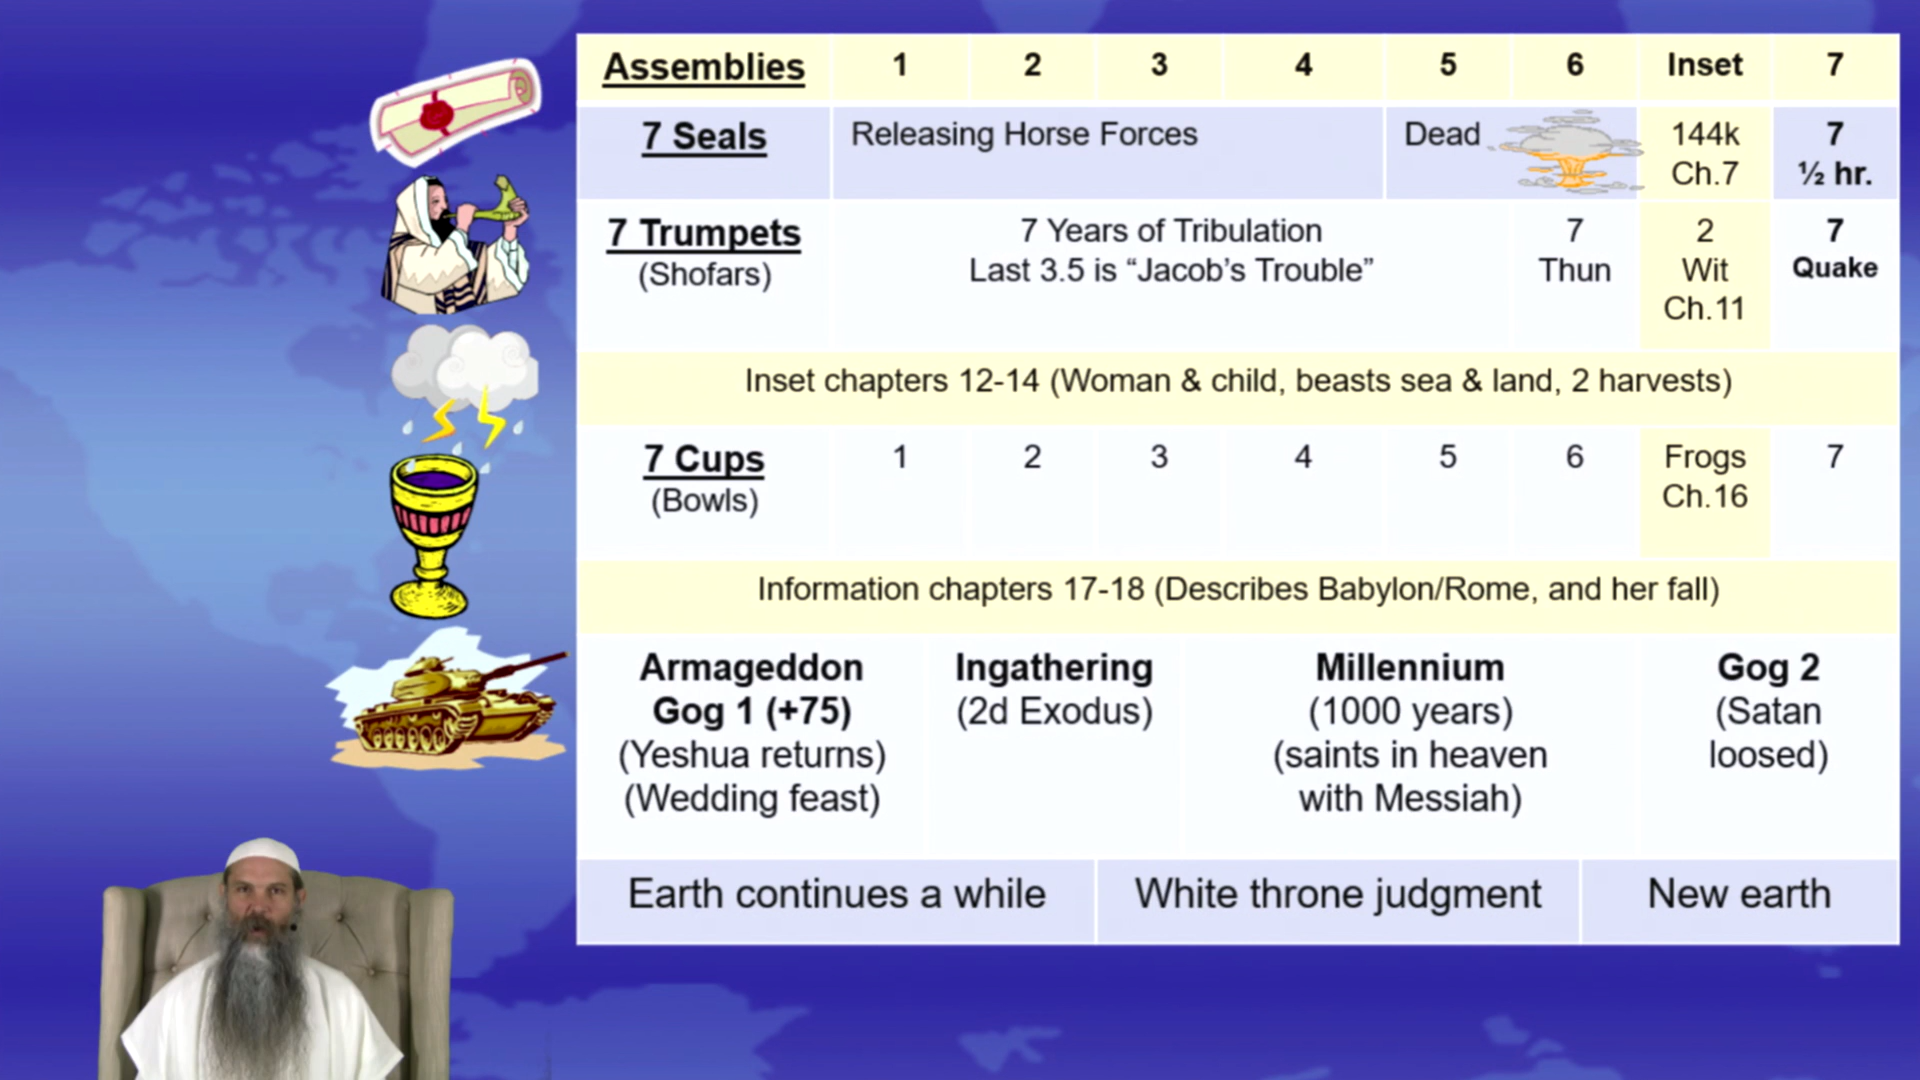 Assemblies 1 2 3 4 5 6 Inset 7
7 Seals Releasing Horse Forces Dead 144k 7
Ch.7 ½ hr.
7 Trumpets 7 Years of Tribulation 7 2 7
(Shofars) Last 3.5 is “Jacob’s Trouble” Thun Wit Quake
Ch.11
Inset chapters 12-14 (Woman & child, beasts sea & land, 2 harvests)
7 Cups 1 2 3 4 5 6 Frogs 7
(Bowls) Ch.16
Information chapters 17-18 (Describes Babylon/Rome, and her fall)
Armageddon Ingathering Millennium Gog 2
Gog 1 (+75) (2d Exodus) (1000 years) (Satan
(Yeshua returns) (saints in heaven loosed)
(Wedding feast) with Messiah)
Earth continues a while White throne judgment New earth